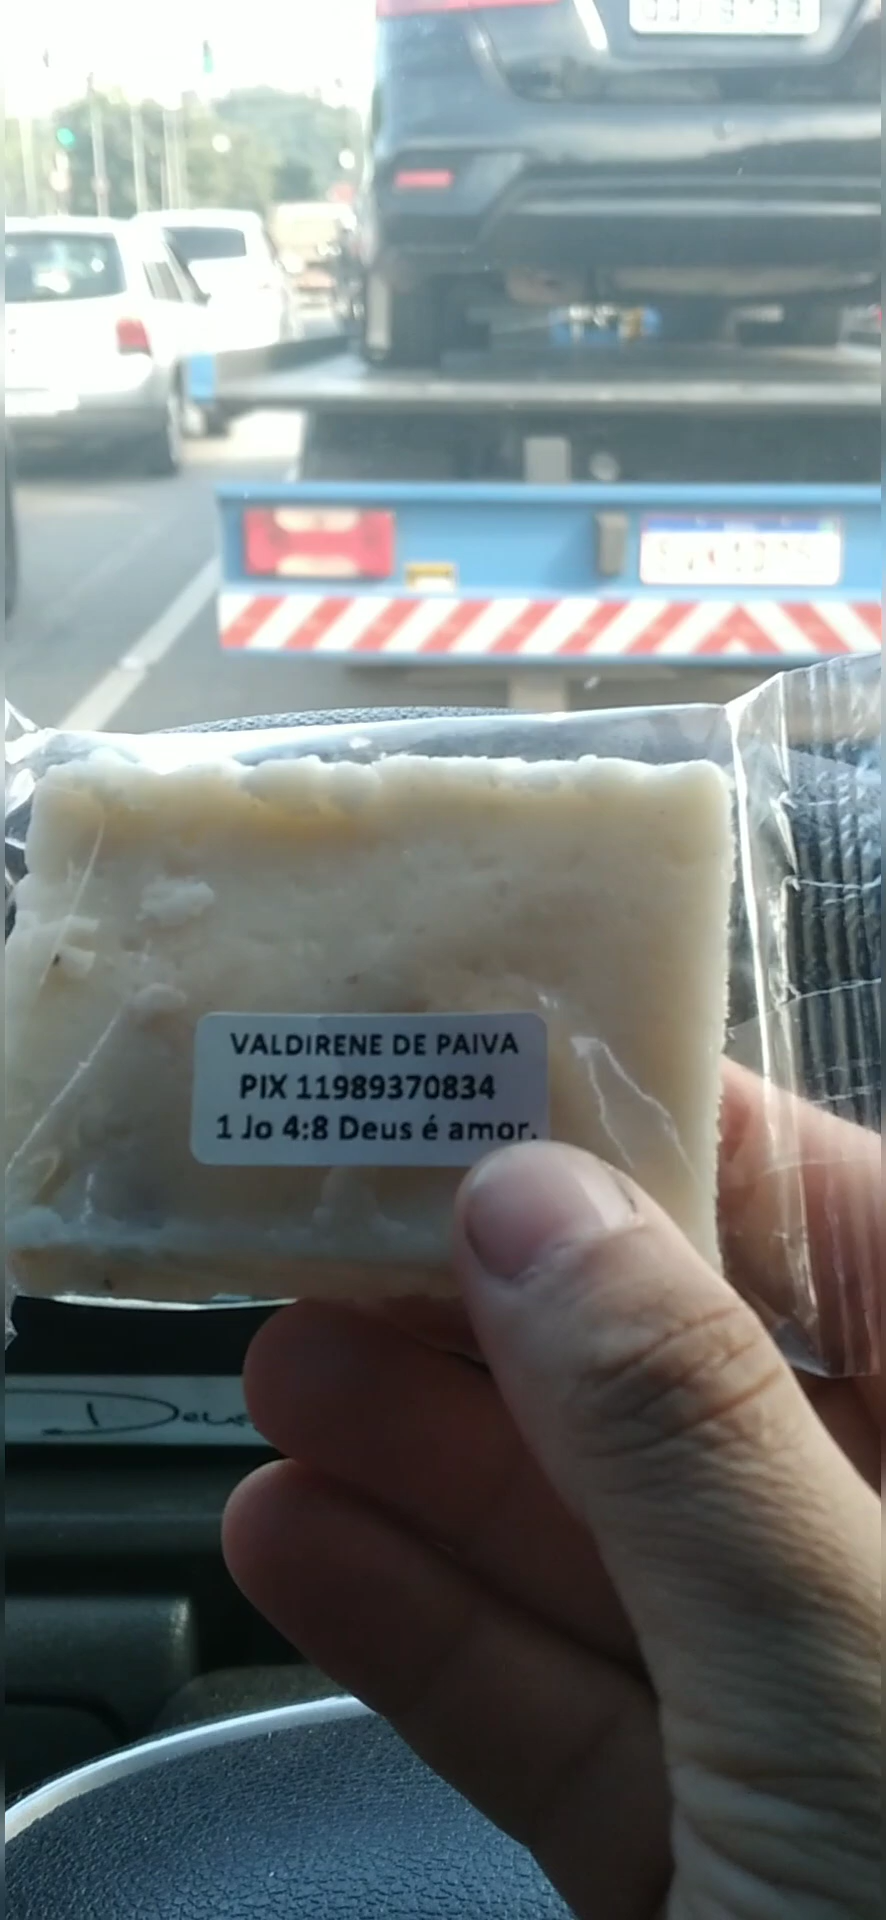 VALDIRENE DE PAIVA
PIX 11989370834
1 Jo 4:8 Deus é amor.